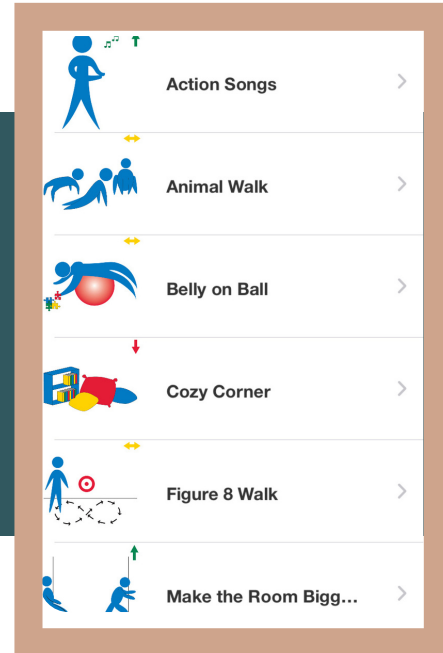 Action Songs
Animal Walk
Belly on Ball
Cozy Corner
Figure 8 Walk
Make the Room Bigg...